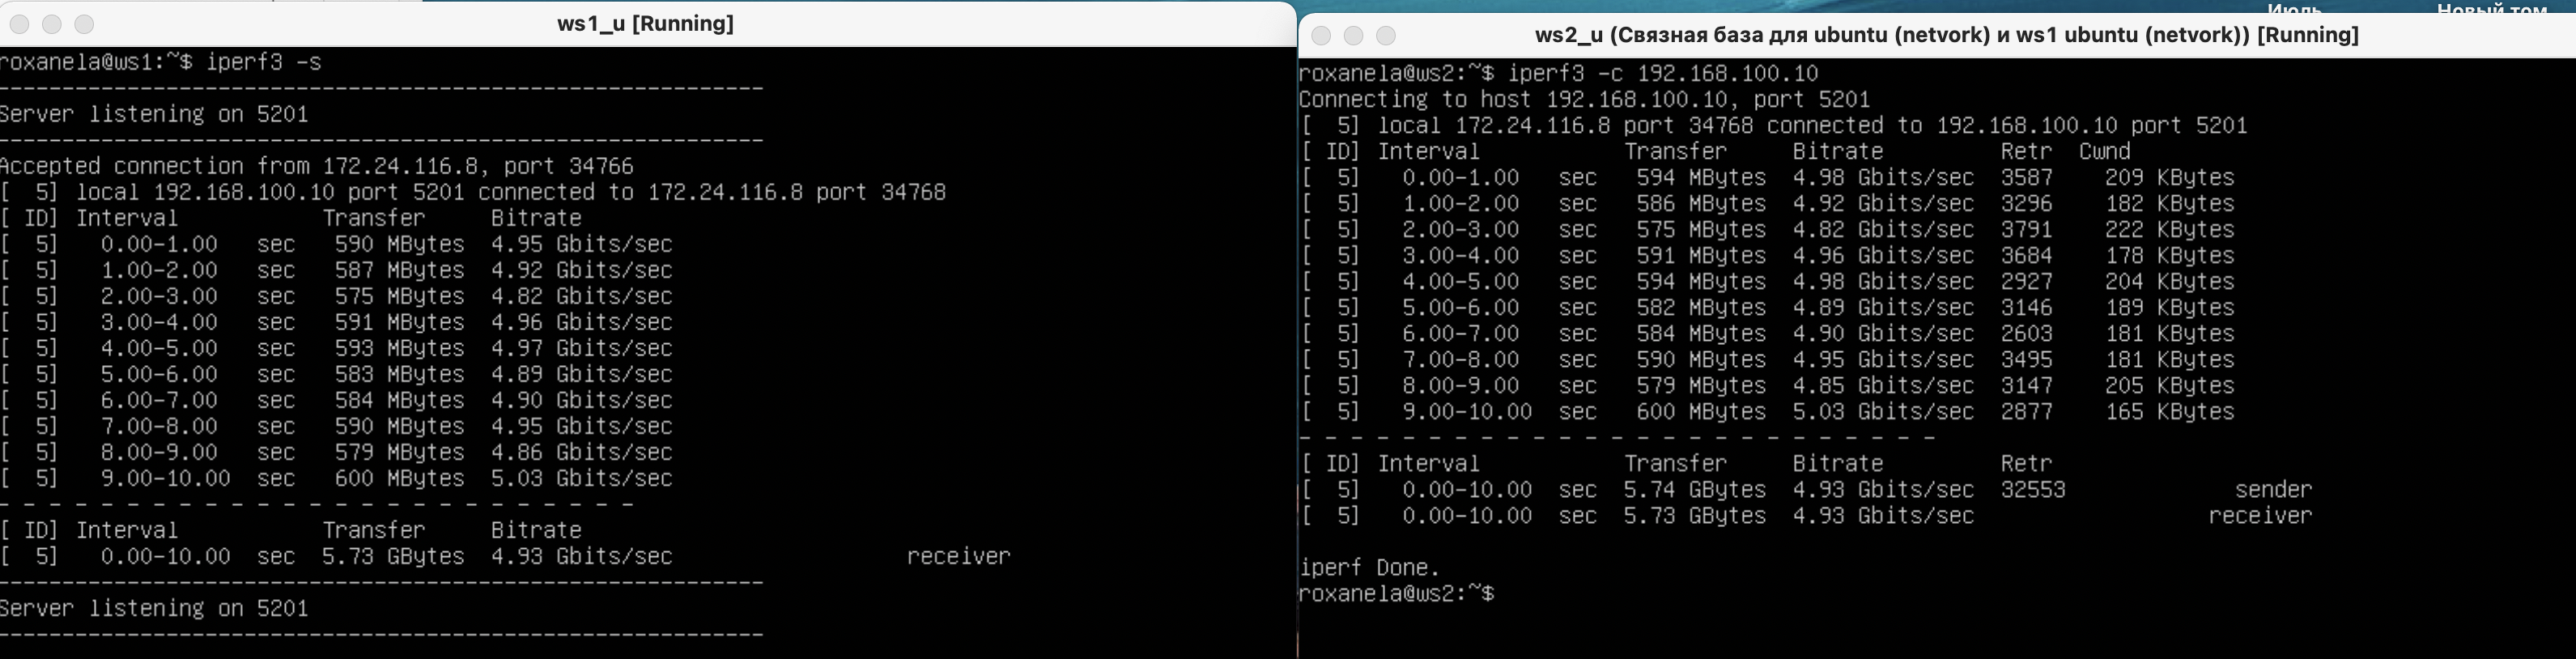 Июль
Новый том
ws1_u [Running]
roxanela@ws1:~$ iperf3 -s
-----------------------------------------------------------
Server listening on 5201
-----------------------------------------------------------
Accepted connection from 172.24.116.8, port 34766
[  5] local 192.168.100.10 port 5201 connected to 172.24.116.8 port 34768
[ ID] Interval           Transfer     Bitrate
[  5]   0.00-1.00   sec   590 MBytes  4.95 Gbits/sec
[  5]   1.00-2.00   sec   587 MBytes  4.92 Gbits/sec
[  5]   2.00-3.00   sec   575 MBytes  4.82 Gbits/sec
[  5]   3.00-4.00   sec   591 MBytes  4.96 Gbits/sec
[  5]   4.00-5.00   sec   593 MBytes  4.97 Gbits/sec
[  5]   5.00-6.00   sec   583 MBytes  4.89 Gbits/sec
[  5]   6.00-7.00   sec   584 MBytes  4.90 Gbits/sec
[  5]   7.00-8.00   sec   590 MBytes  4.95 Gbits/sec
[  5]   8.00-9.00   sec   579 MBytes  4.86 Gbits/sec
[  5]   9.00-10.00  sec   600 MBytes  5.03 Gbits/sec
- - - - - - - - - - - - - - - - - - - - - - - - -
[ ID] Interval           Transfer     Bitrate
[  5]   0.00-10.00  sec  5.73 GBytes  4.93 Gbits/sec                  receiver
-----------------------------------------------------------
Server listening on 5201
-----------------------------------------------------------
ws2_u (Связная база для ubuntu (netvork) и ws1 ubuntu (netvork)) [Running]
roxanela@ws2:~$ iperf3 -c 192.168.100.10
Connecting to host 192.168.100.10, port 5201
[  5] local 172.24.116.8 port 34768 connected to 192.168.100.10 port 5201
[ ID] Interval           Transfer     Bitrate         Retr  Cwnd
[  5]   0.00-1.00   sec   594 MBytes  4.98 Gbits/sec  3587    209 KBytes
[  5]   1.00-2.00   sec   586 MBytes  4.92 Gbits/sec  3296    182 KBytes
[  5]   2.00-3.00   sec   575 MBytes  4.82 Gbits/sec  3791    222 KBytes
[  5]   3.00-4.00   sec   591 MBytes  4.96 Gbits/sec  3684    178 KBytes
[  5]   4.00-5.00   sec   594 MBytes  4.98 Gbits/sec  2927    204 KBytes
[  5]   5.00-6.00   sec   582 MBytes  4.89 Gbits/sec  3146    189 KBytes
[  5]   6.00-7.00   sec   584 MBytes  4.90 Gbits/sec  2603    181 KBytes
[  5]   7.00-8.00   sec   590 MBytes  4.95 Gbits/sec  3495    181 KBytes
[  5]   8.00-9.00   sec   579 MBytes  4.85 Gbits/sec  3147    205 KBytes
[  5]   9.00-10.00  sec   600 MBytes  5.03 Gbits/sec  2877    165 KBytes
- - - - - - - - - - - - - - - - - - - - - - - - -
[ ID] Interval           Transfer     Bitrate         Retr
[  5]   0.00-10.00  sec  5.74 GBytes  4.93 Gbits/sec  32553             sender
[  5]   0.00-10.00  sec  5.73 GBytes  4.93 Gbits/sec                  receiver
iperf Done.
roxanela@ws2:~$